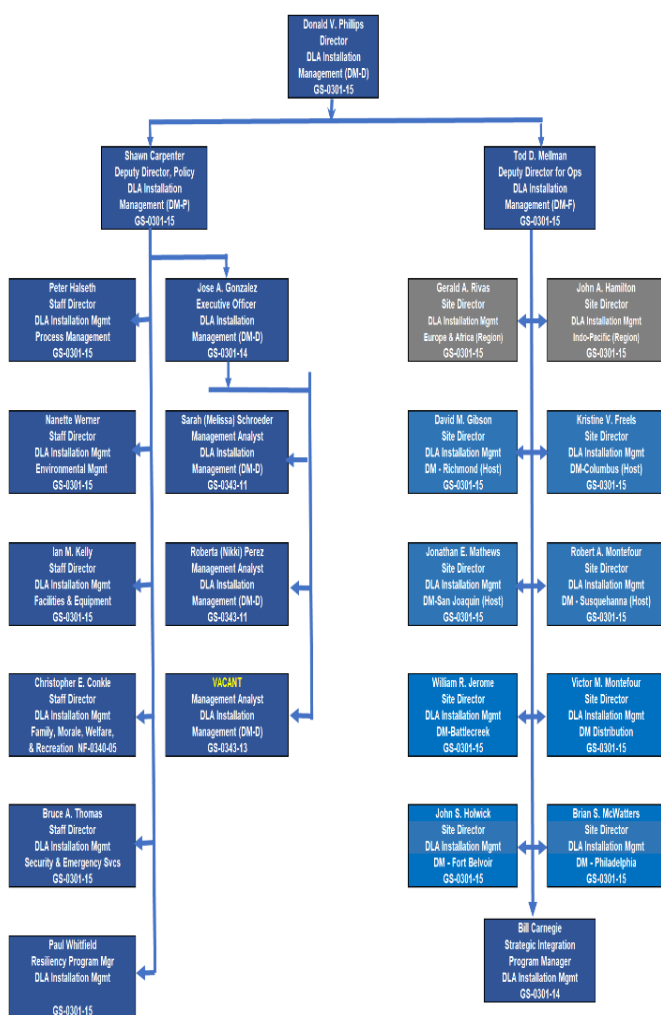 Donald V. Phillips
Director
DLA Installation
Management (DM-D)
GS-0301-15
Shawn Carpenter
Deputy Director, Policy
DLA Installation
Management (DM-P)
GS-0301-15
Tod D. Mellman
Deputy Director for Ops
DLA Installation
Management (DM-F)
GS-0301-15
Peter Halseth
Staff Director
DLA Installation Mgmt
Process Management
GS-0301-15
Jose A. Gonzalez
Executive Officer
DLA Installation
Management (DM-D)
GS-0301-14
Gerald A. Rivas
Site Director
DLA Installation Mgmt
Europe & Africa (Region)
GS-0301-15
John A. Hamilton
Site Director
DLA Installation Mgmt
Indo-Pacific (Region)
GS-0301-15
Nanette Werner
Staff Director
DLA Installation Mgmt
Environmental Mgmt
GS-0301-15
Sarah (Melissa) Schroeder
Management Analyst
DLA Installation
Management (DM-D)
GS-0343-11
David M. Gibson
Site Director
DLA Installation Mgmt
DM - Richmond (Host)
GS-0301-15
Kristine V. Freels
Site Director
DLA Installation Mgmt
DM-Columbus (Host)
GS-0301-15
Ian M. Kelly
Staff Director
DLA Installation Mgmt
Facilities & Equipment
GS-0301-15
Roberta (Nikki) Perez
Management Analyst
DLA Installation
Management (DM-D)
GS-0343-11
Jonathan E. Mathews
Site Director
DLA Installation Mgmt
DM-San Joaquin (Host)
GS-0301-15
Robert A. Montefour
Site Director
DLA Installation Mgmt
DM - Susquehanna (Host)
GS-0301-15
Christopher E. Conkle
Staff Director
DLA Installation Mgmt
Family, Morale, Welfare,
& Recreation NF-0340-05
VACANT
Management Analyst
DLA Installation
Management (DM-D)
GS-0343-13
William R. Jerome
Site Director
DLA Installation Mgmt
DM-Battlecreek
GS-0301-15
Victor M. Montefour
Site Director
DLA Installation Mgmt
DM Distribution
GS-0301-15
Bruce A. Thomas
Staff Director
DLA Installation Mgmt
Security & Emergency Svcs
GS-0301-15
John S. Holwick
Site Director
DLA Installation Mgmt
DM - Fort Belvoir
GS-0301-15
Brian S. McWatters
Site Director
DLA Installation Mgmt
DM - Philadelphia
GS-0301-15
Paul Whitfield
Resiliency Program Mgr
DLA Installation Mgmt
GS-0301-15
Bill Carnegie
Strategic Integration
Program Manager
DLA Installation Mgmt
GS-0301-14